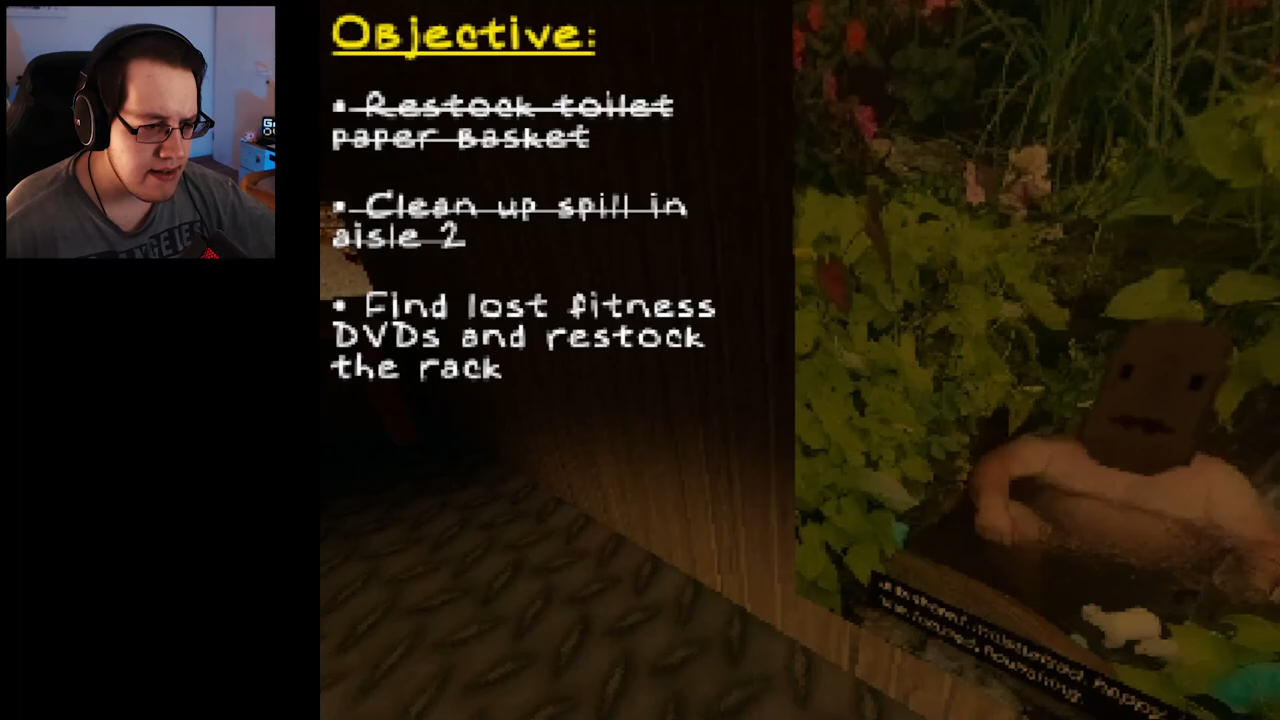 Objective:
• Restock toilet
paper basket
• Clean up spill in
aisle 2
• Find lost fitness
DVDs and restock
the rack